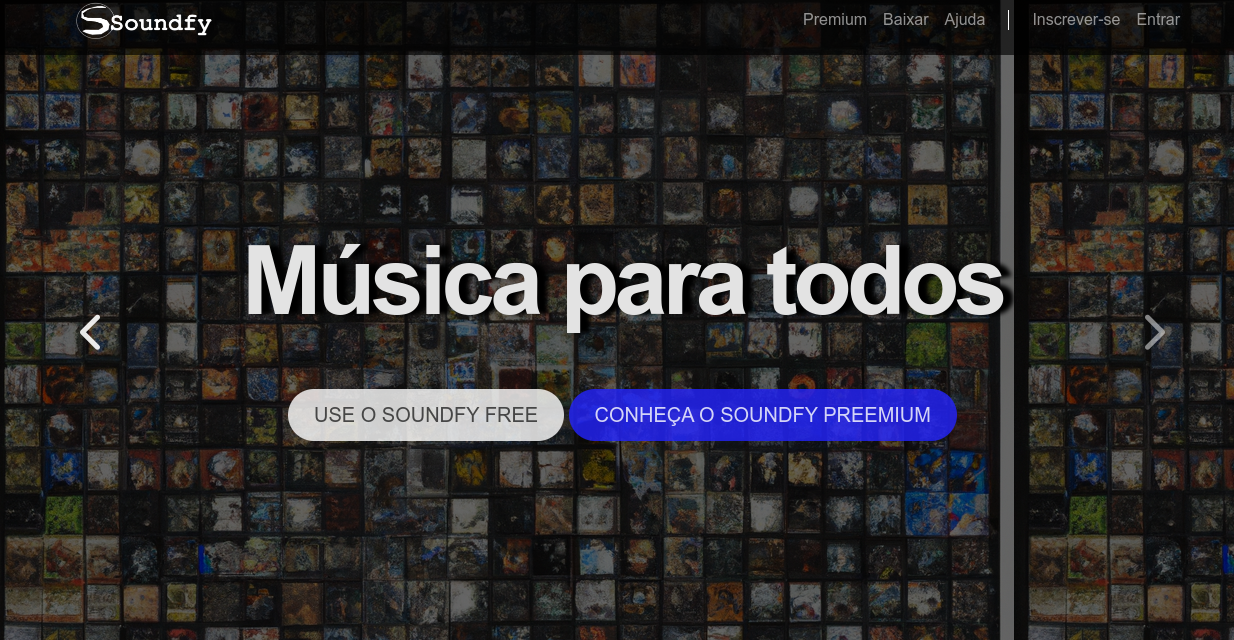 Soundfy
Premium Baixar Ajuda | Inscrever-se Entrar
Música para todos
USE O SOUNDFY FREE
CONHEÇA O SOUNDFY PREEMIUM